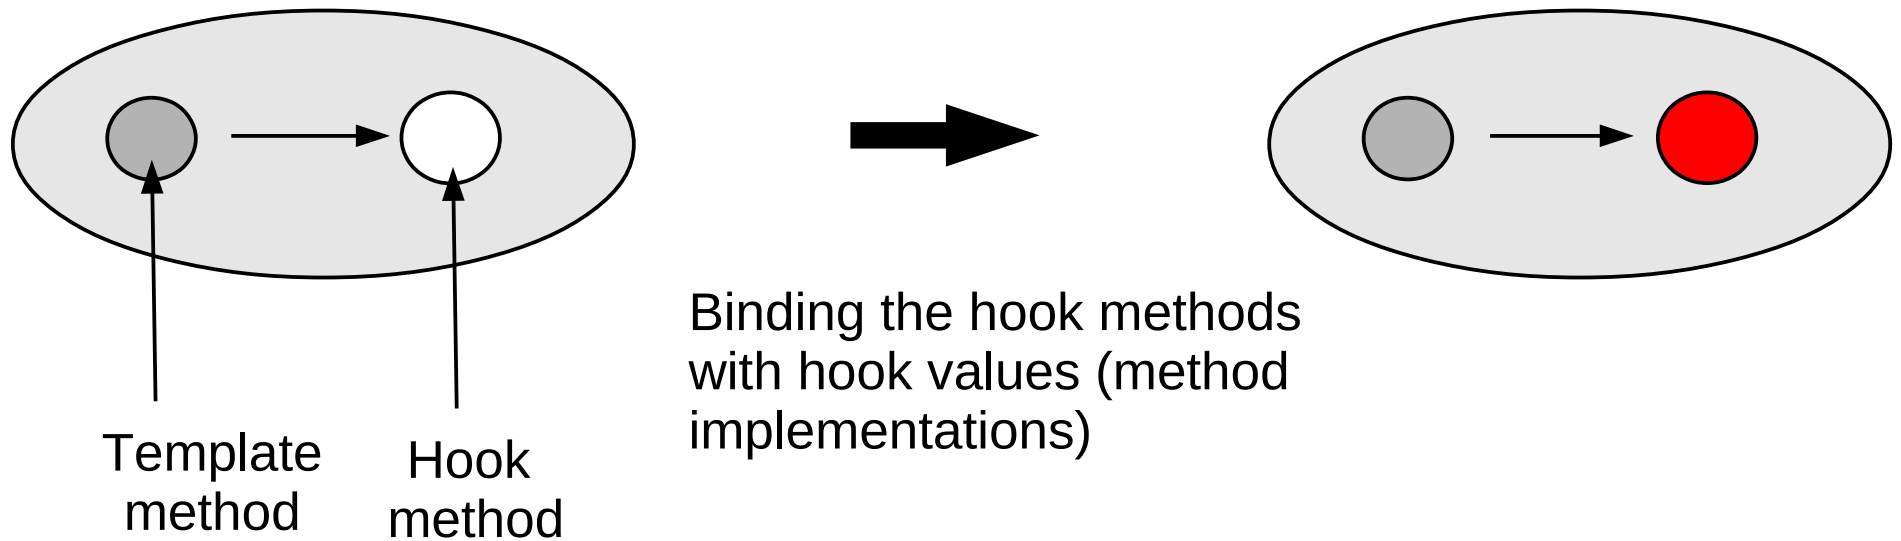 Binding the hook methods
with hook values (method
implementations)
Template
method
Hook
method